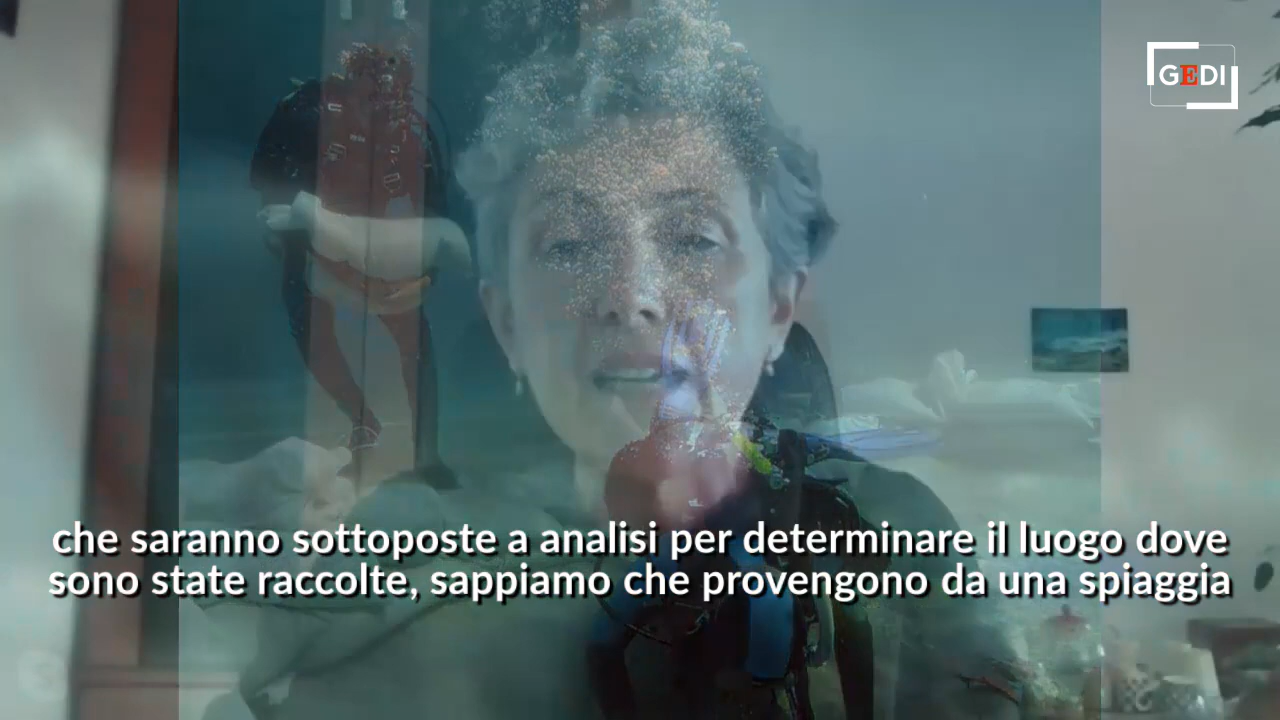 GEDI
che saranno sottoposte a analisi per determinare il luogo dove
sono state raccolte, sappiamo che provengono da una spiaggia